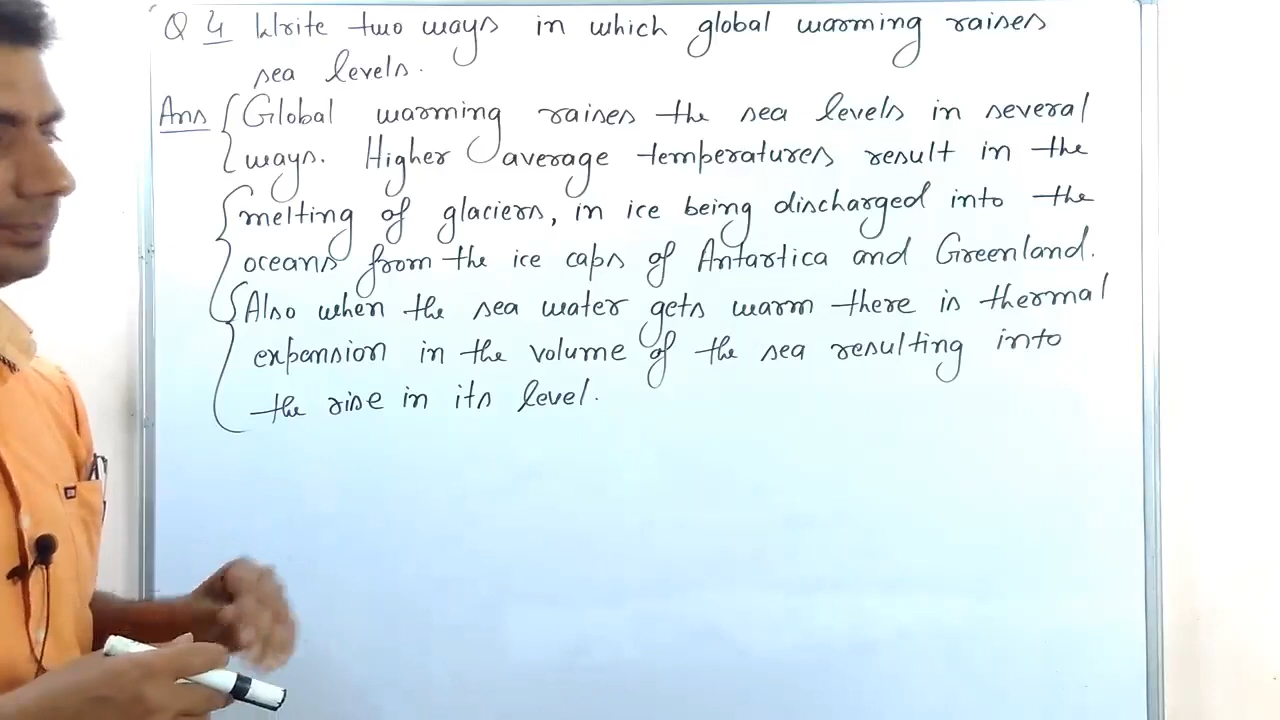 Q 4 Write two ways in which global warming raises
sea levels.
Ans Global warming raises the sea levels in several
ways. Higher average temperatures result in the
melting of glaciers, in ice being discharged into the
oceans from the ice caps of Antartica and Greenland.
Also when the sea water gets warm there is thermal
expansion in the volume of the sea resulting into
the rise in its level.